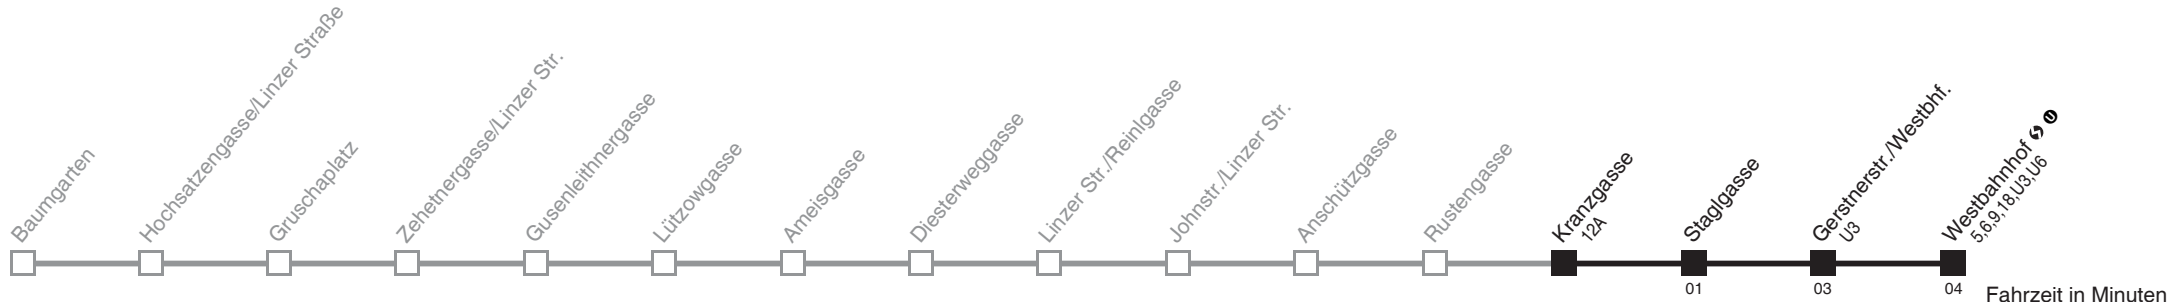 Baumgarten
Hochsatzengasse/Linzer Straße
Gruschaplatz
Zehetnergasse/Linzer Str.
Gusenleithnergasse
Lützowgasse
Ameisgasse
Diesterweggasse
Linzer Str./Reinlgasse
Johnstr./Linzer Str.
Anschützgasse
Rustengasse
Kranzgasse
12A
Staglgasse
Gerstnerstr./Westbhf.
U3
Westbahnhof S U
5,6,9,18,U3,U6
01
03
04
Fahrzeit in Minuten